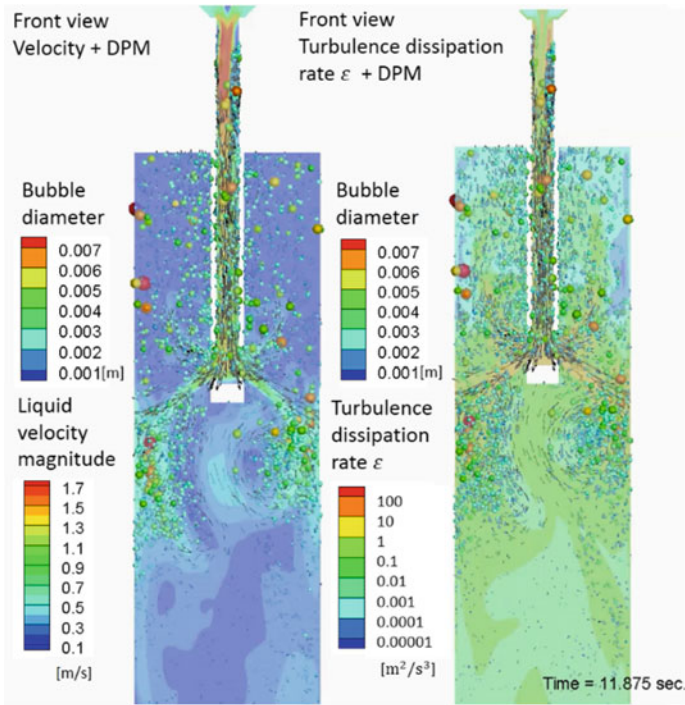 Front view
Velocity + DPM
Front view
Turbulence dissipation
rate ε + DPM
Bubble
diameter
0.007
0.006
0.005
0.004
0.003
0.002
0.001[m]
Bubble
diameter
0.007
0.006
0.005
0.004
0.003
0.002
0.001[m]
Liquid
velocity
magnitude
1.7
1.5
1.3
1.1
0.9
0.7
0.5
0.3
0.1
[m/s]
Turbulence
dissipation
rate ε
100
10
1
0.1
0.01
0.001
0.0001
0.00001
[m²/s³]
Time = 11.875 sec.